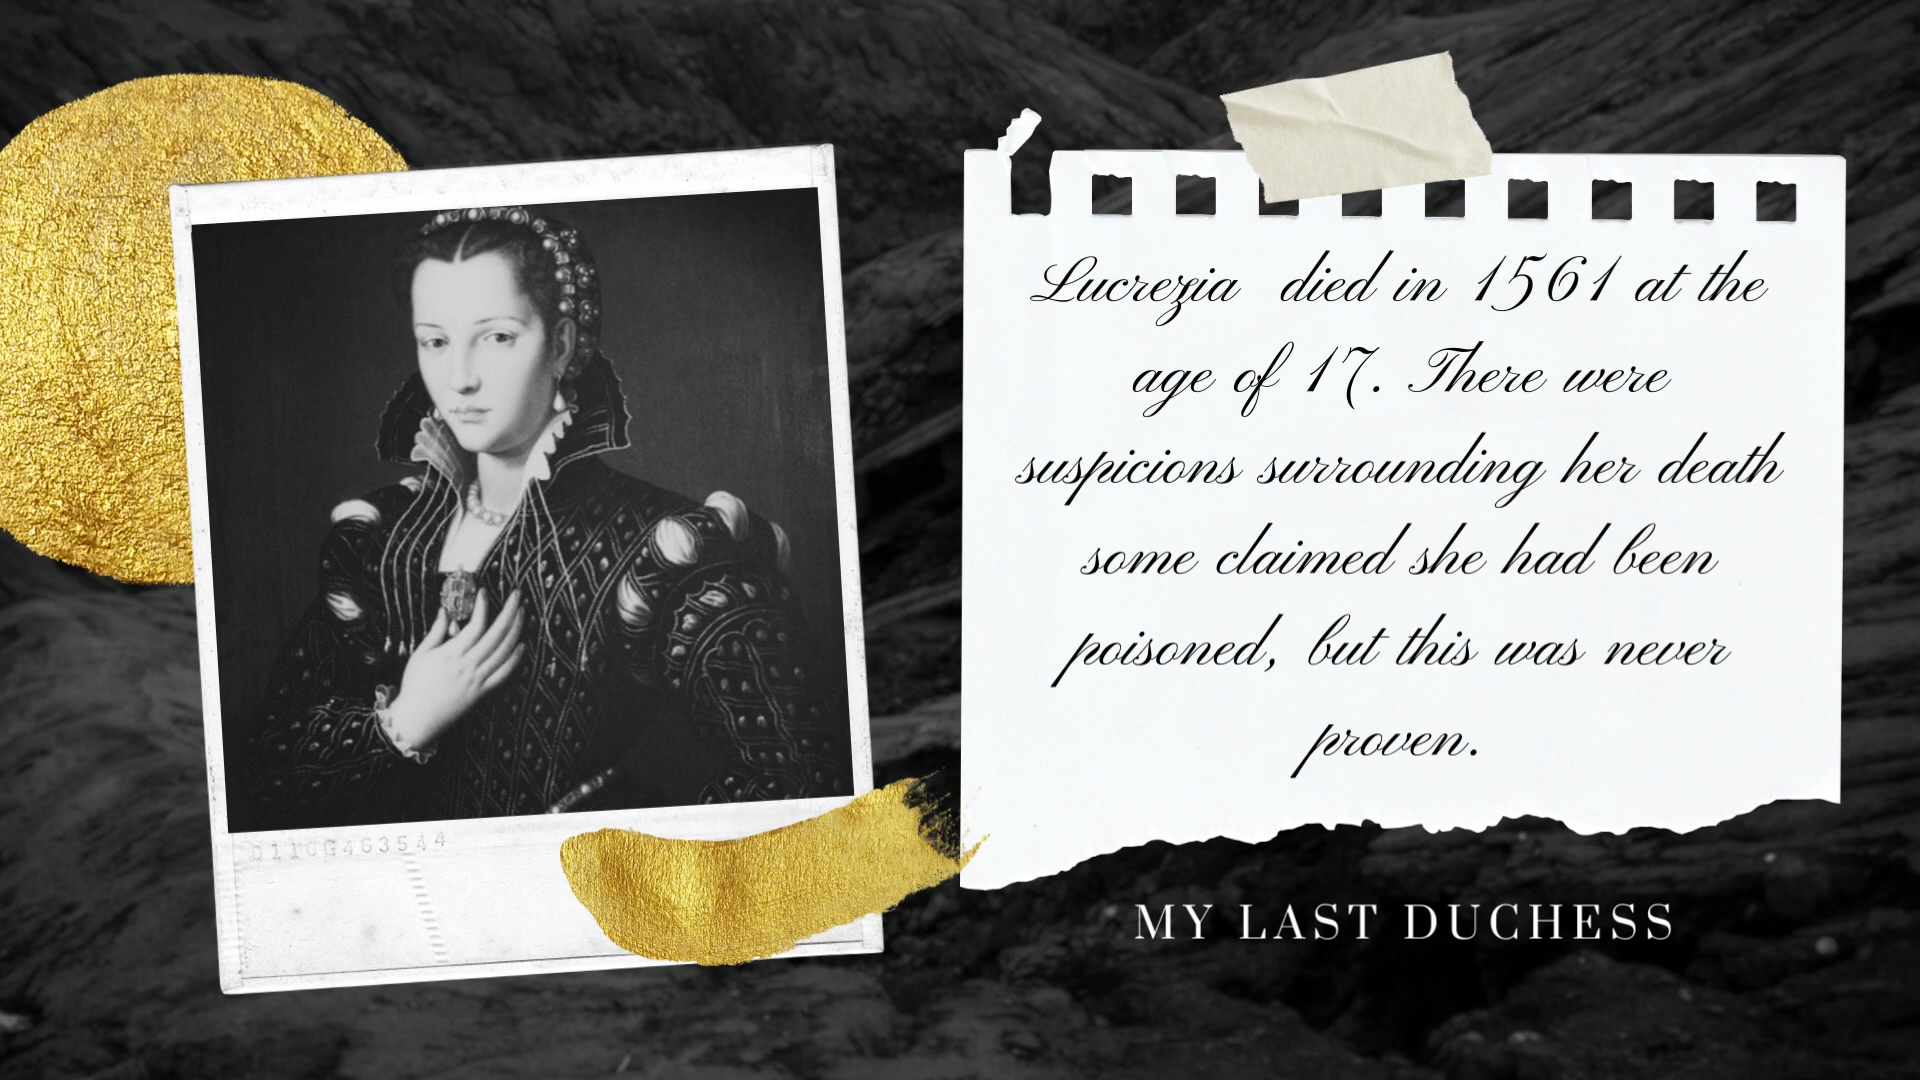 Lucrezia died in 1561 at the
age of 17. There were
suspicions surrounding her death
some claimed she had been
poisoned, but this was never
proven.
D110G463544
MY LAST DUCHESS